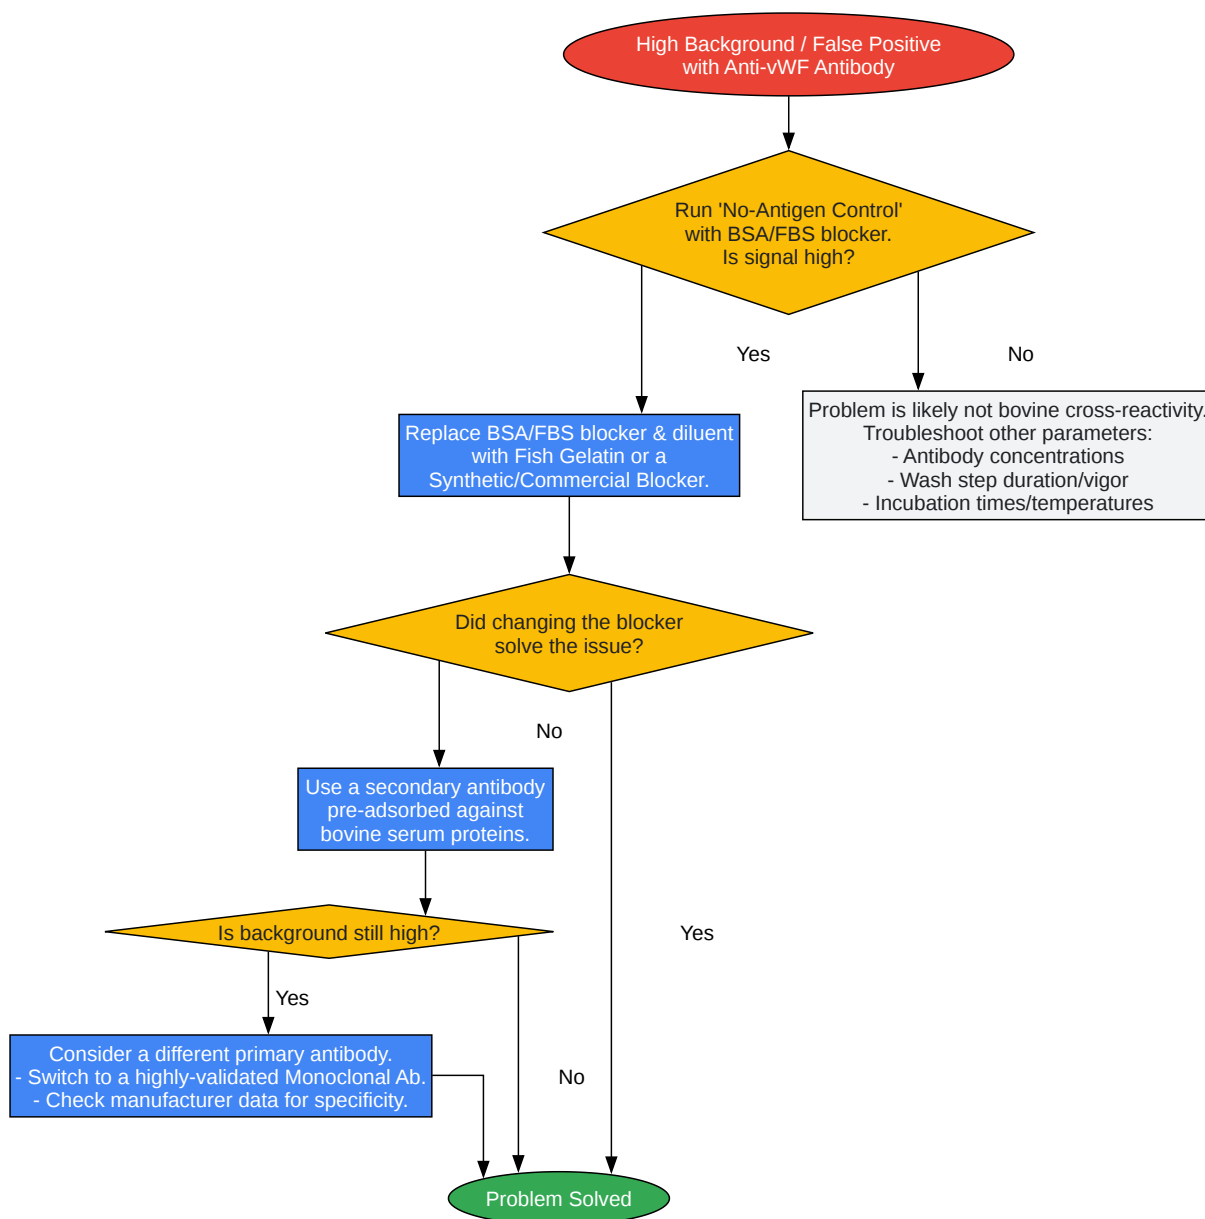 High Background / False Positive
with Anti-vWF Antibody
Run 'No-Antigen Control'
with BSA/FBS blocker.
Is signal high?
Yes
No
Replace BSA/FBS blocker & diluent
with Fish Gelatin or a
Synthetic/Commercial Blocker.
Problem is likely not bovine cross-reactivity.
Troubleshoot other parameters:
- Antibody concentrations
- Wash step duration/vigor
- Incubation times/temperatures
Did changing the blocker
solve the issue?
No
Yes
Use a secondary antibody
pre-adsorbed against
bovine serum proteins.
Is background still high?
Yes
No
Consider a different primary antibody.
- Switch to a highly-validated Monoclonal Ab.
- Check manufacturer data for specificity.
Problem Solved